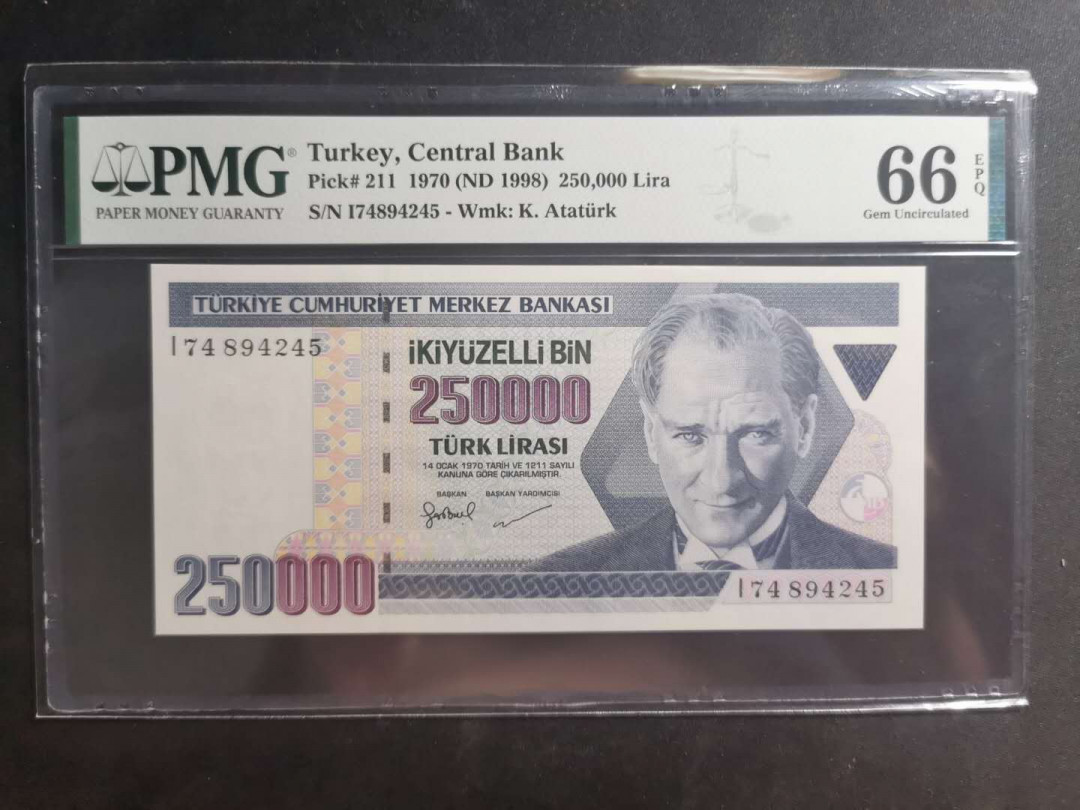 PMG®
PAPER MONEY GUARANTY
Turkey, Central Bank
Pick# 211 1970 (ND 1998) 250,000 Lira
S/N I74894245 - Wmk: K. Atatürk
66
EPQ
Gem Uncirculated
TÜRKİYE CUMHURİYET MERKEZ BANKASI
I74 894245
İKİYÜZELLİ BİN
250000
TÜRK LİRASI
14 OCAK 1970 TARİH VE 1211 SAYILI
KANUNA GÖRE ÇIKARILMIŞTIR.
BAŞKAN BAŞKAN YARDIMCISI
250000
I74 894245